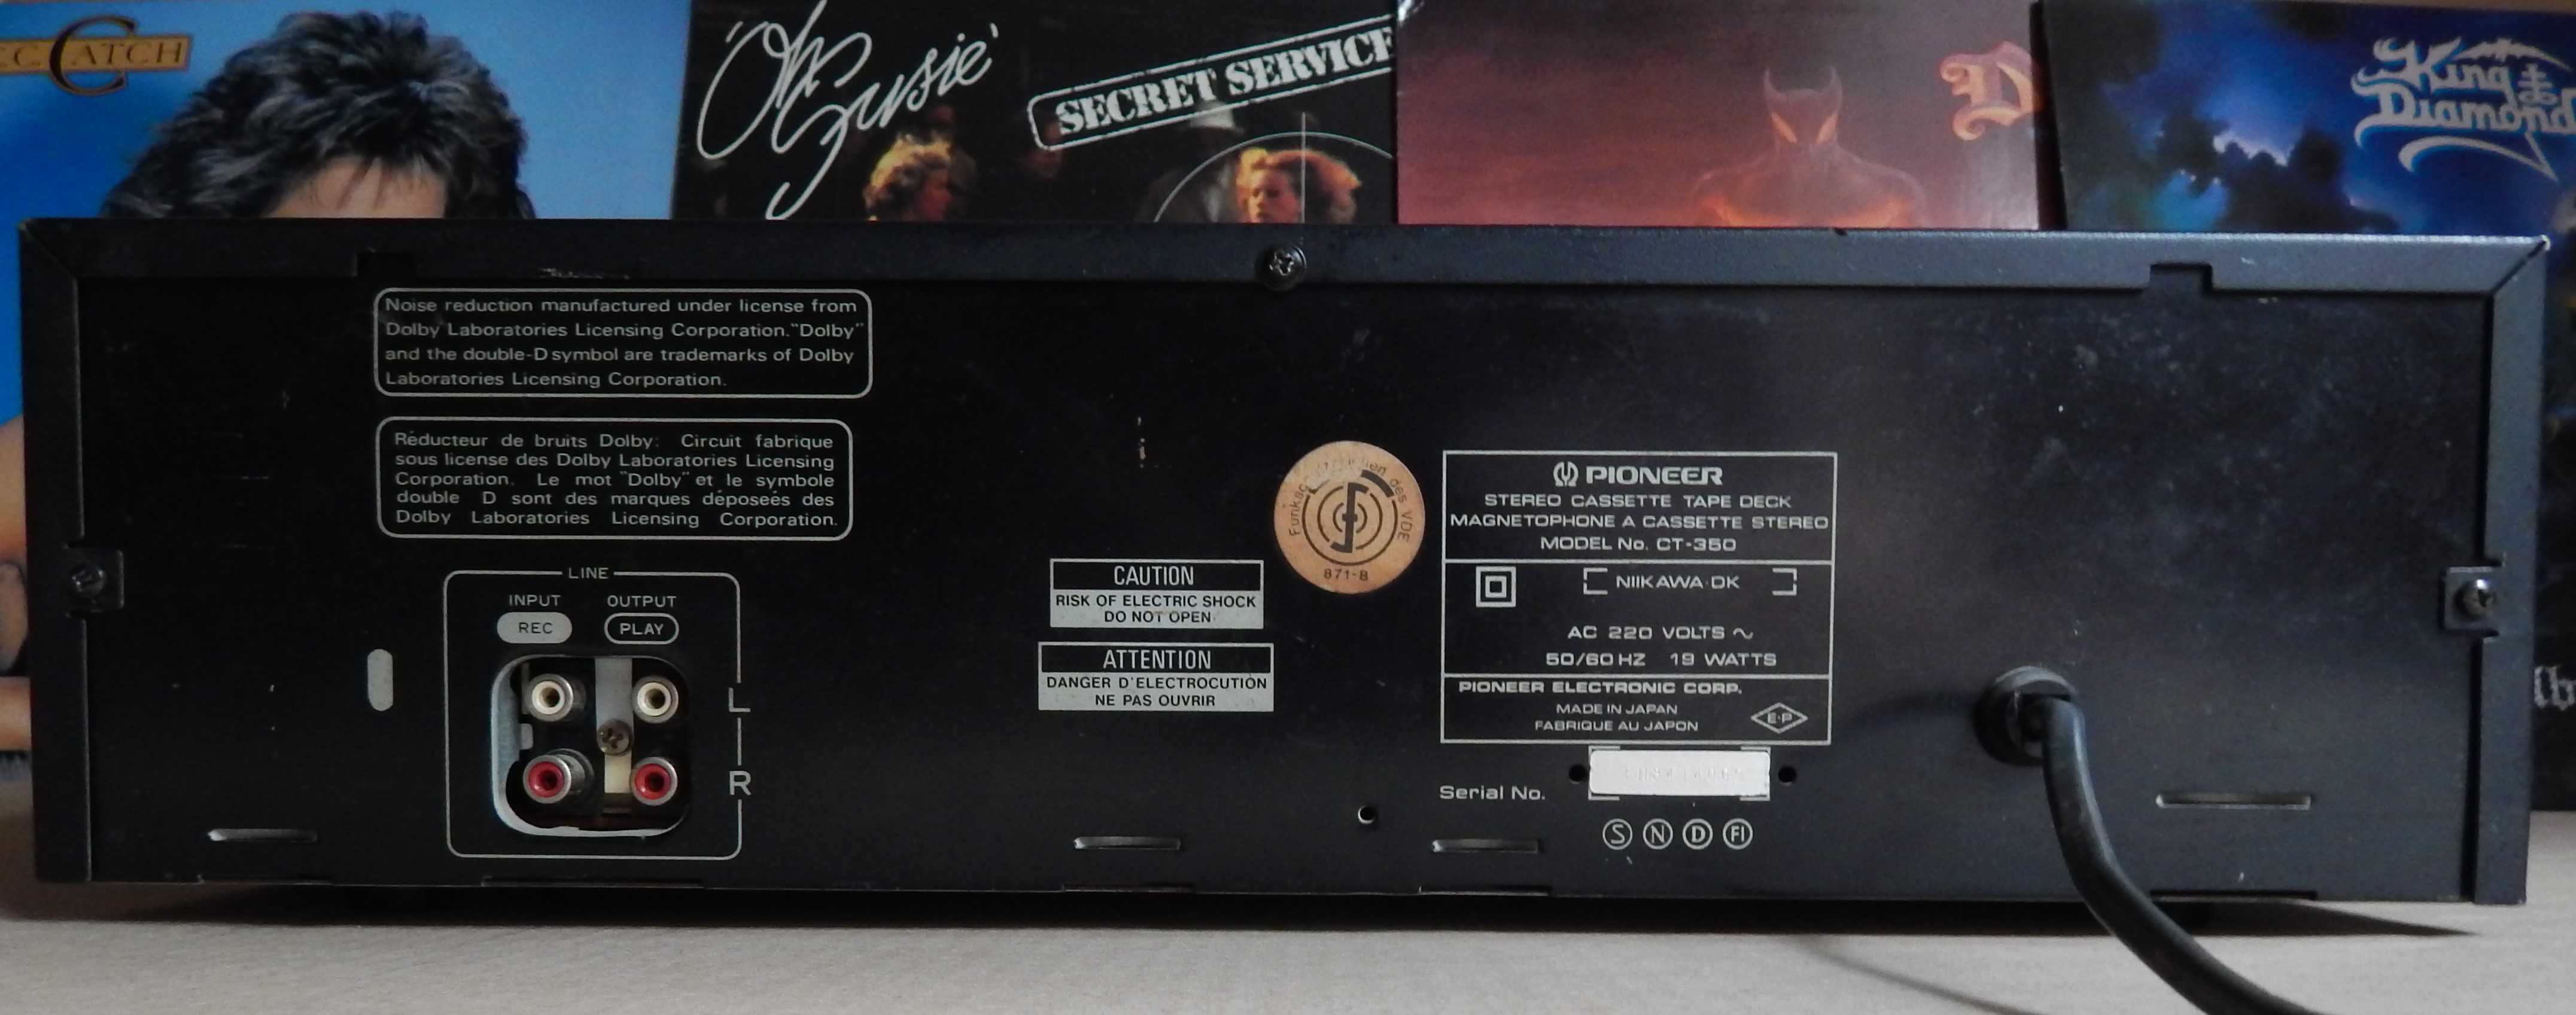 C.C. CATCH
'Oh Susie'
SECRET SERVICE
D
King
Diamond
Noise reduction manufactured under license from
Dolby Laboratories Licensing Corporation."Dolby"
and the double-D symbol are trademarks of Dolby
Laboratories Licensing Corporation.
Réducteur de bruits Dolby: Circuit fabrique
sous license des Dolby Laboratories Licensing
Corporation. Le mot "Dolby" et le symbole
double D sont des marques déposeés des
Dolby Laboratories Licensing Corporation.
LINE
INPUT OUTPUT
REC PLAY
L
R
CAUTION
RISK OF ELECTRIC SHOCK
DO NOT OPEN
ATTENTION
DANGER D'ELECTROCUTION
NE PAS OUVRIR
des VDE
871-B
PIONEER
STEREO CASSETTE TAPE DECK
MAGNETOPHONE A CASSETTE STEREO
MODEL No. CT-350
NIIKAWA·DK
AC 220 VOLTS ~
50/60 HZ 19 WATTS
PIONEER ELECTRONIC CORP.
MADE IN JAPAN
FABRIQUE AU JAPON
E·P
Serial No.
S N D FI